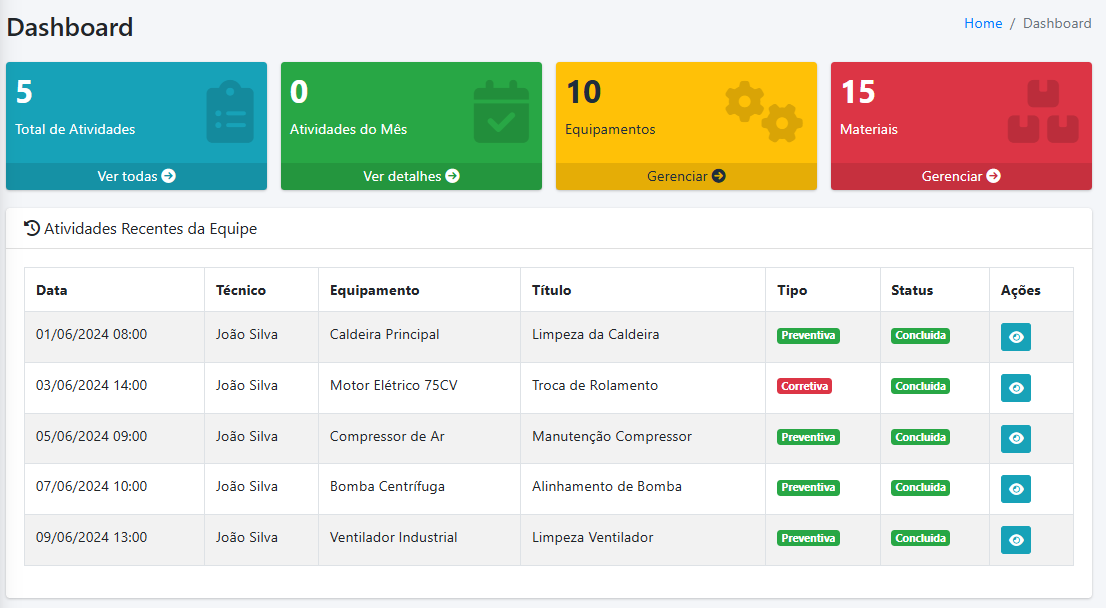 Dashboard
Home / Dashboard
5
Total de Atividades
Ver todas
0
Atividades do Mês
Ver detalhes
10
Equipamentos
Gerenciar
15
Materiais
Gerenciar
Atividades Recentes da Equipe
Data Técnico Equipamento Título Tipo Status Ações
01/06/2024 08:00 João Silva Caldeira Principal Limpeza da Caldeira Preventiva Concluida
03/06/2024 14:00 João Silva Motor Elétrico 75CV Troca de Rolamento Corretiva Concluida
05/06/2024 09:00 João Silva Compressor de Ar Manutenção Compressor Preventiva Concluida
07/06/2024 10:00 João Silva Bomba Centrífuga Alinhamento de Bomba Preventiva Concluida
09/06/2024 13:00 João Silva Ventilador Industrial Limpeza Ventilador Preventiva Concluida